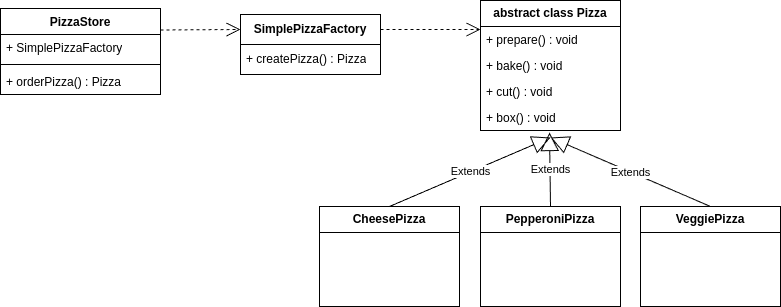 PizzaStore
+ SimplePizzaFactory
+ orderPizza() : Pizza
SimplePizzaFactory
+ createPizza() : Pizza
abstract class Pizza
+ prepare() : void
+ bake() : void
+ cut() : void
+ box() : void
Extends
Extends
Extends
CheesePizza
PepperoniPizza
VeggiePizza